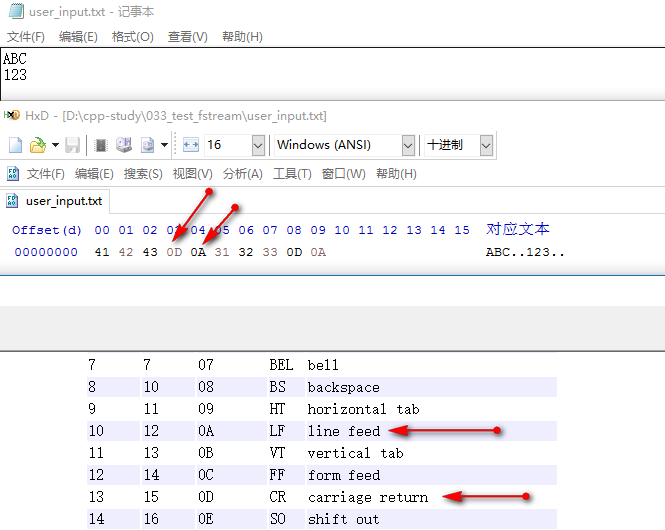 user_input.txt - 记事本
文件(F) 编辑(E) 格式(O) 查看(V) 帮助(H)
ABC
123
HxD - [D:\cpp-study\033_test_fstream\user_input.txt]
16 Windows (ANSI) 十进制
文件(F) 编辑(E) 搜索(S) 视图(V) 分析(A) 工具(T) 窗口(W) 帮助(H)
user_input.txt
Offset(d) 00 01 02 03 04 05 06 07 08 09 10 11 12 13 14 15 对应文本
00000000 41 42 43 0D 0A 31 32 33 0D 0A ABC..123..
7 7 07 BEL bell
8 10 08 BS backspace
9 11 09 HT horizontal tab
10 12 0A LF line feed
11 13 0B VT vertical tab
12 14 0C FF form feed
13 15 0D CR carriage return
14 16 0E SO shift out